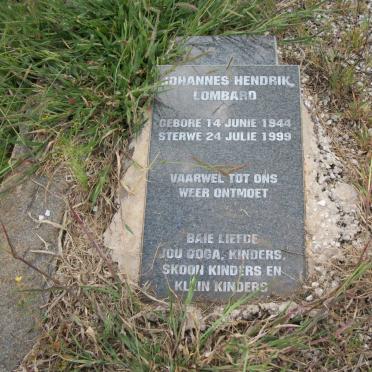 JOHANNES HENDRIK
LOMBARD
GEBORE 14 JUNIE 1944
STERWE 24 JULIE 1999
VAARWEL TOT ONS
WEER ONTMOET
BAIE LIEFDE
JOU OOGA, KINDERS,
SKOON KINDERS EN
KLEIN KINDERS